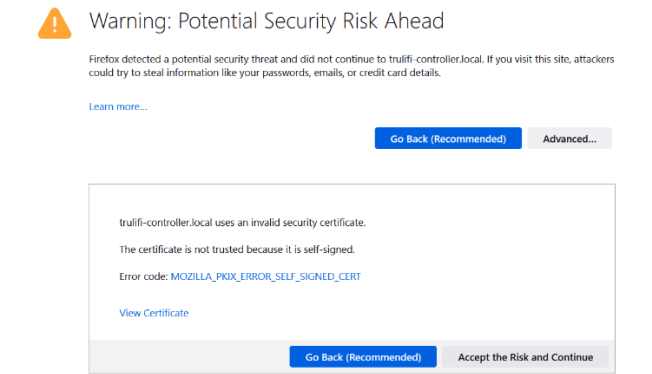 Warning: Potential Security Risk Ahead
Firefox detected a potential security threat and did not continue to trulifi-controller.local. If you visit this site, attackers
could try to steal information like your passwords, emails, or credit card details.
Learn more...
Go Back (Recommended) Advanced...
trulifi-controller.local uses an invalid security certificate.
The certificate is not trusted because it is self-signed.
Error code: MOZILLA_PKIX_ERROR_SELF_SIGNED_CERT
View Certificate
Go Back (Recommended) Accept the Risk and Continue